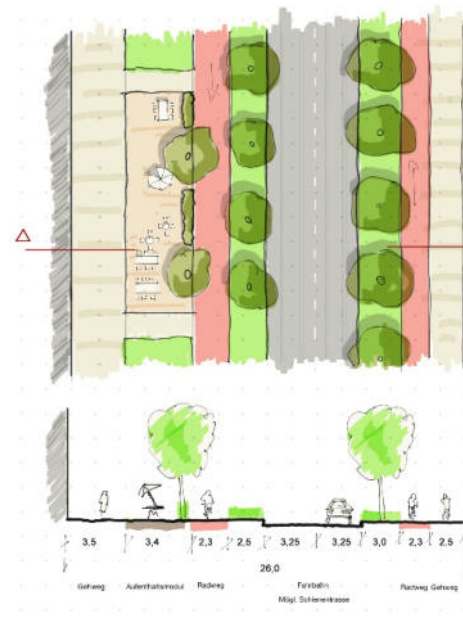 3,5 3,4 2,3 2,5 3,25 3,25 3,0 2,3 2,5
26,0
Gehweg Aufenthaltsmodul Radweg Fahrbahn Radweg Gehweg
Mögl. Schienentrasse